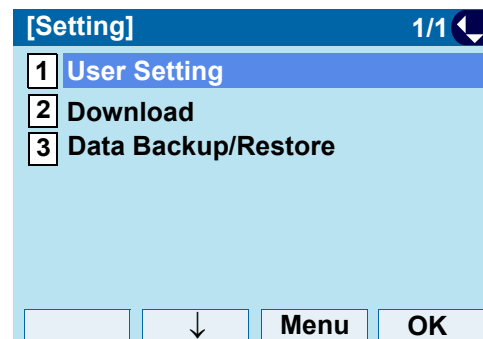 [Setting] 1/1
1 User Setting
2 Download
3 Data Backup/Restore
↓ Menu OK